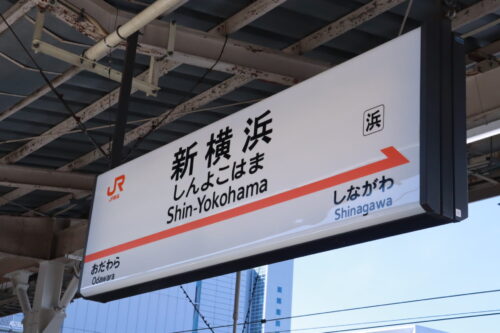 JR
新横浜
しんよこはま
Shin-Yokohama
浜
おだわら
Odawara
しながわ
Shinagawa